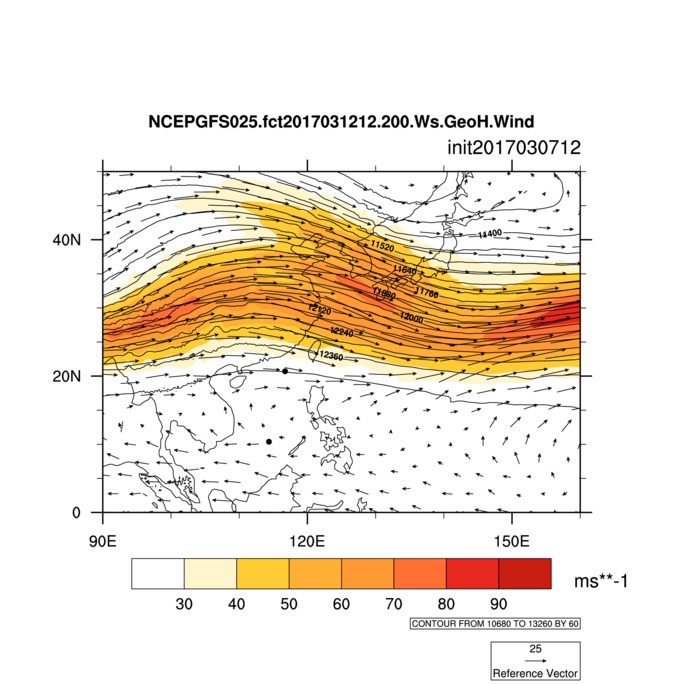 NCEPGFS025.fct2017031212.200.Ws.GeoH.Wind
init2017030712
40N
20N
0
90E 120E 150E
11400
11520
11640
11760
11880
12000
12120
12240
12360
30 40 50 60 70 80 90
ms**-1
CONTOUR FROM 10680 TO 13260 BY 60
25
Reference Vector